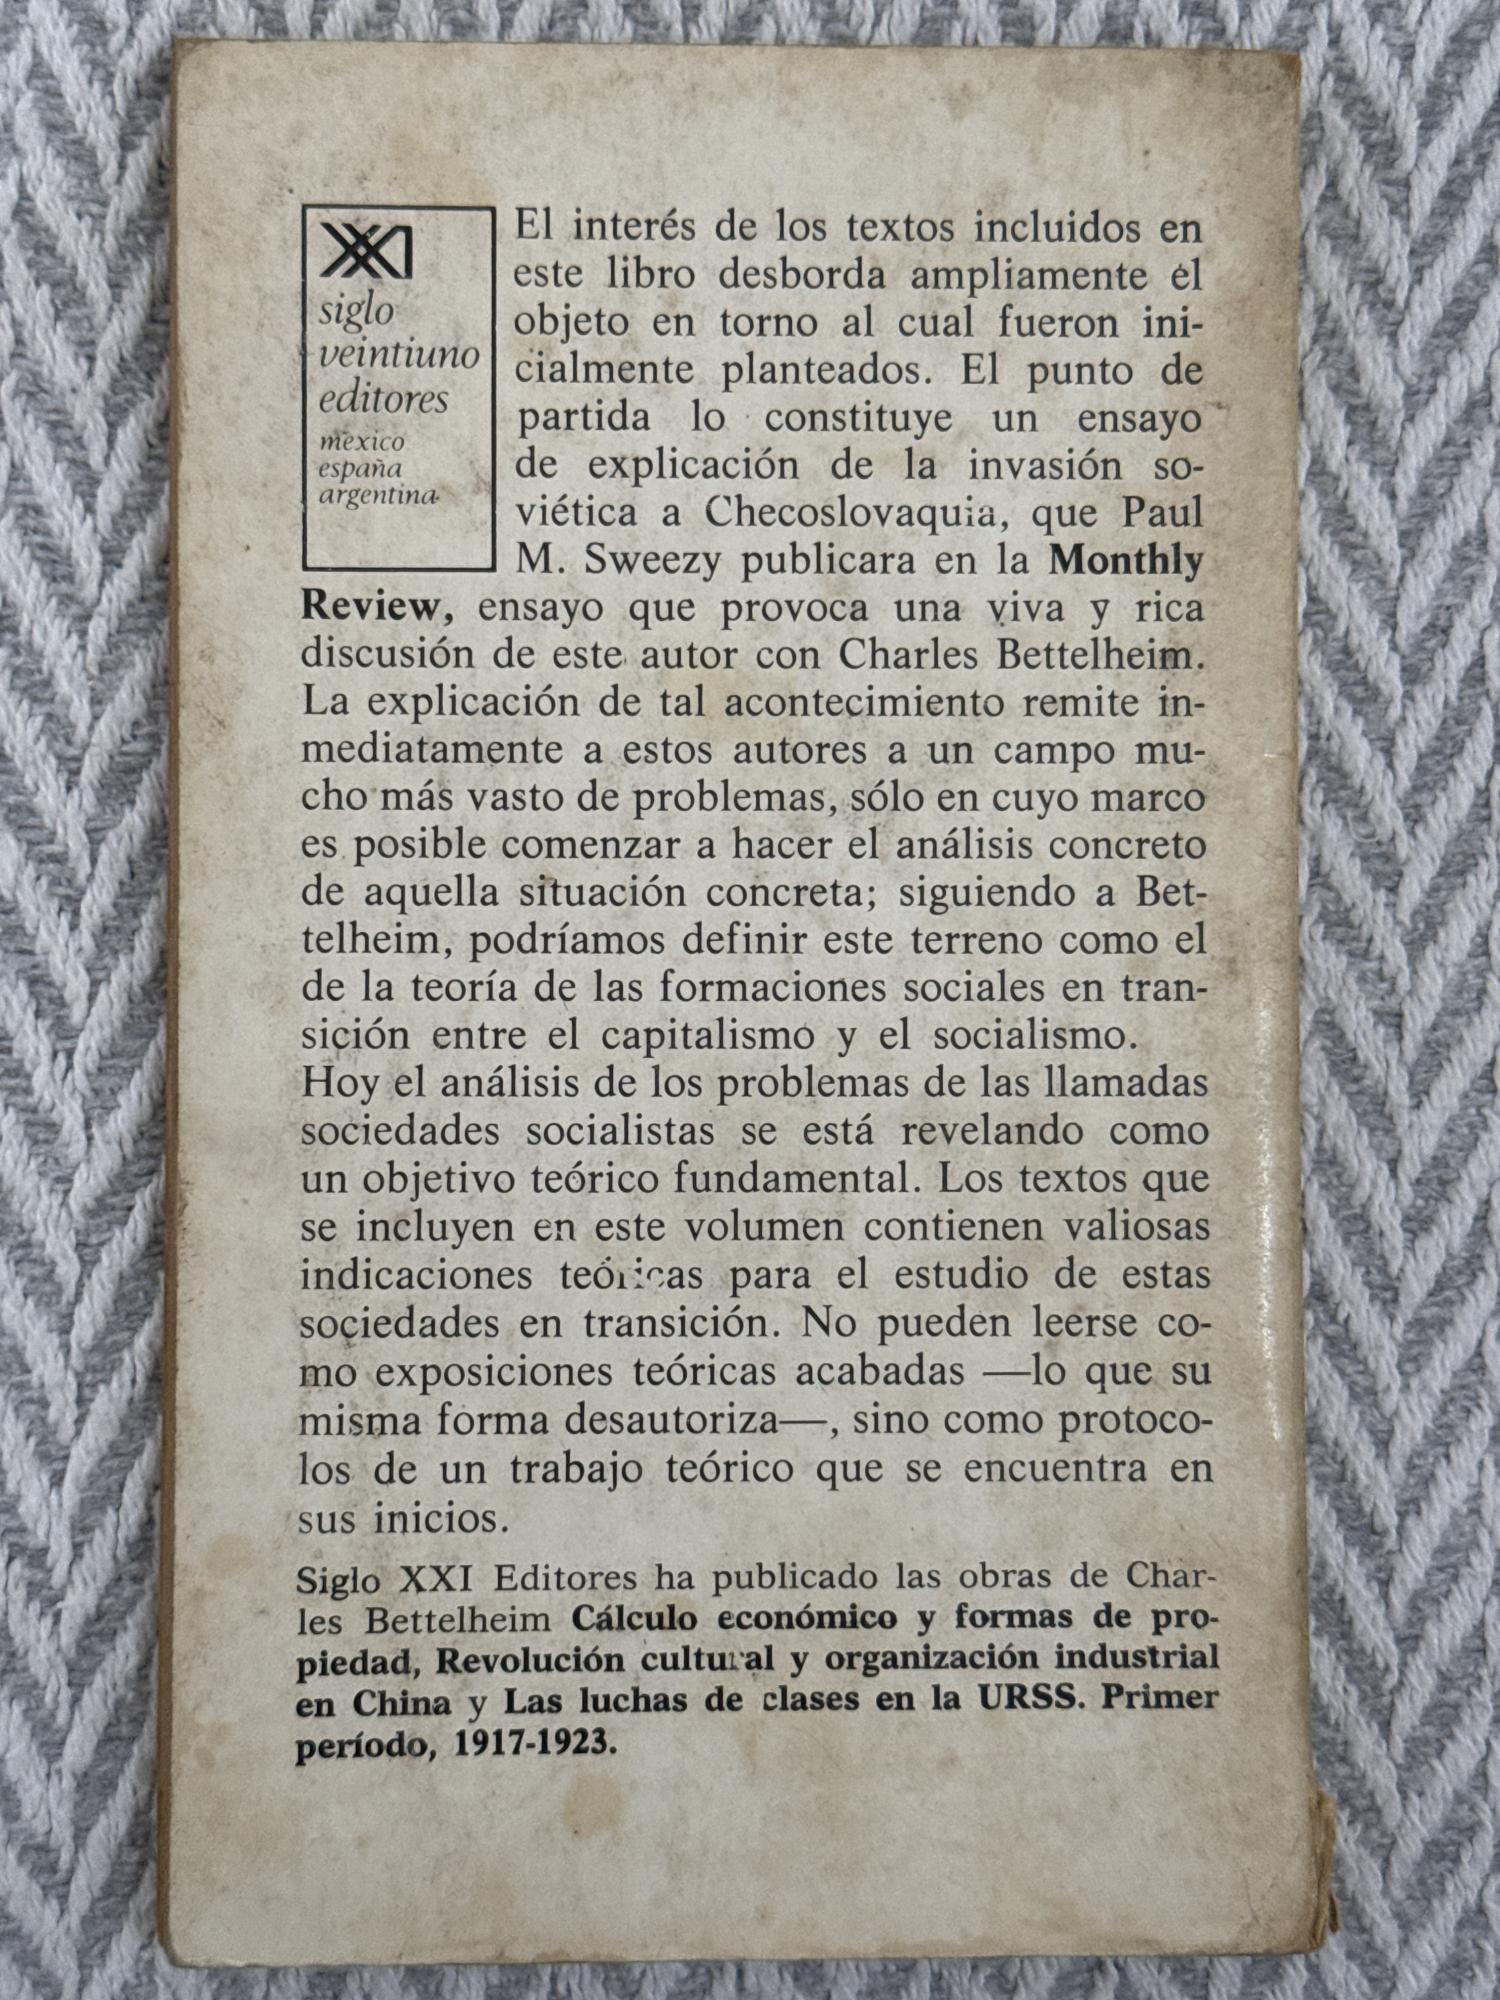 XXI
siglo
veintiuno
editores
mexico
españa
argentina
El interés de los textos incluidos en
este libro desborda ampliamente el
objeto en torno al cual fueron ini-
cialmente planteados. El punto de
partida lo constituye un ensayo
de explicación de la invasión so-
viética a Checoslovaquia, que Paul
M. Sweezy publicara en la Monthly
Review, ensayo que provoca una viva y rica
discusión de este autor con Charles Bettelheim.
La explicación de tal acontecimiento remite in-
mediatamente a estos autores a un campo mu-
cho más vasto de problemas, sólo en cuyo marco
es posible comenzar a hacer el análisis concreto
de aquella situación concreta; siguiendo a Bet-
telheim, podríamos definir este terreno como el
de la teoría de las formaciones sociales en tran-
sición entre el capitalismo y el socialismo.
Hoy el análisis de los problemas de las llamadas
sociedades socialistas se está revelando como
un objetivo teórico fundamental. Los textos que
se incluyen en este volumen contienen valiosas
indicaciones teóricas para el estudio de estas
sociedades en transición. No pueden leerse co-
mo exposiciones teóricas acabadas —lo que su
misma forma desautoriza—, sino como protoco-
los de un trabajo teórico que se encuentra en
sus inicios.
Siglo XXI Editores ha publicado las obras de Char-
les Bettelheim Cálculo económico y formas de pro-
piedad, Revolución cultural y organización industrial
en China y Las luchas de clases en la URSS. Primer
período, 1917-1923.